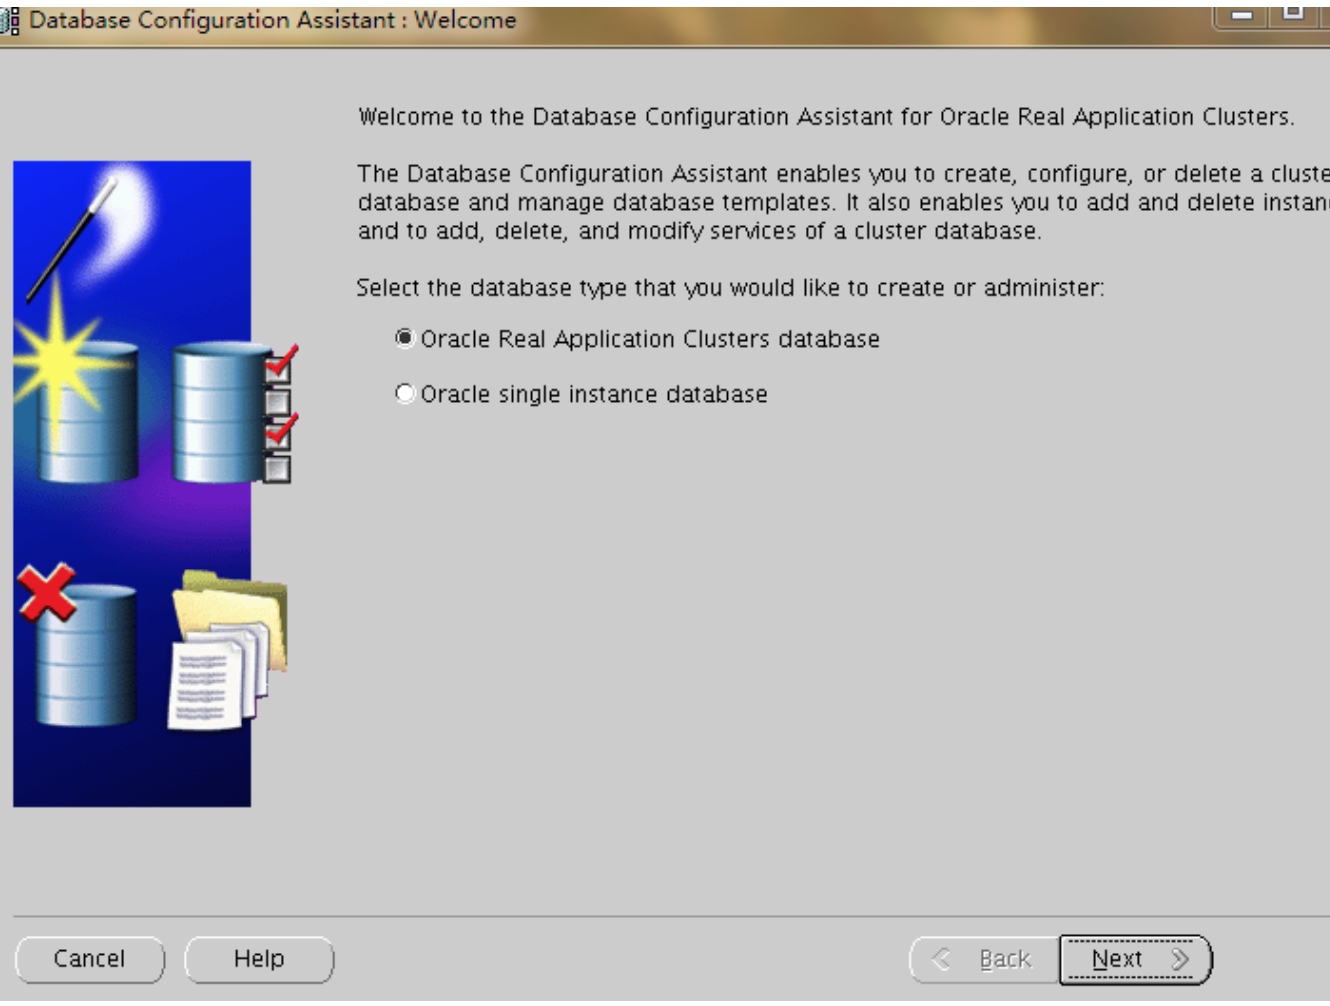 Database Configuration Assistant : Welcome
Welcome to the Database Configuration Assistant for Oracle Real Application Clusters.
The Database Configuration Assistant enables you to create, configure, or delete a cluste
database and manage database templates. It also enables you to add and delete instan
and to add, delete, and modify services of a cluster database.
Select the database type that you would like to create or administer:
Oracle Real Application Clusters database
Oracle single instance database
Cancel
Help
Back
Next